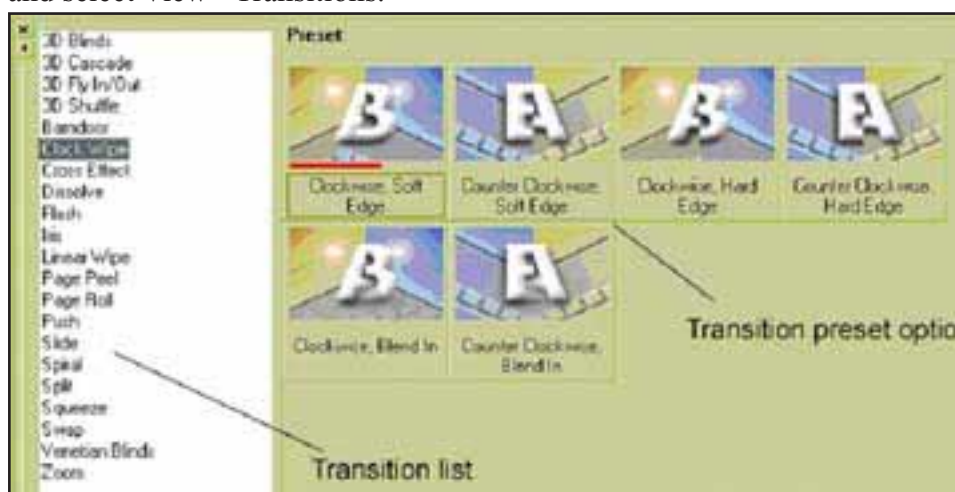 and select View - Transitions.
3D Blinds
3D Cascade
3D Fly In/Out
3D Shuffle
Barndoor
Clock Wipe
Cross Effect
Dissolve
Flash
Iris
Linear Wipe
Page Peel
Page Roll
Push
Slide
Spiral
Split
Squeeze
Swap
Venetian Blinds
Zoom
Preset
Clockwise, Soft
Edge
Counter Clockwise,
Soft Edge
Clockwise, Hard
Edge
Counter Clockwise,
Hard Edge
Clockwise, Blend In
Counter Clockwise,
Blend In
Transition preset optio
Transition list